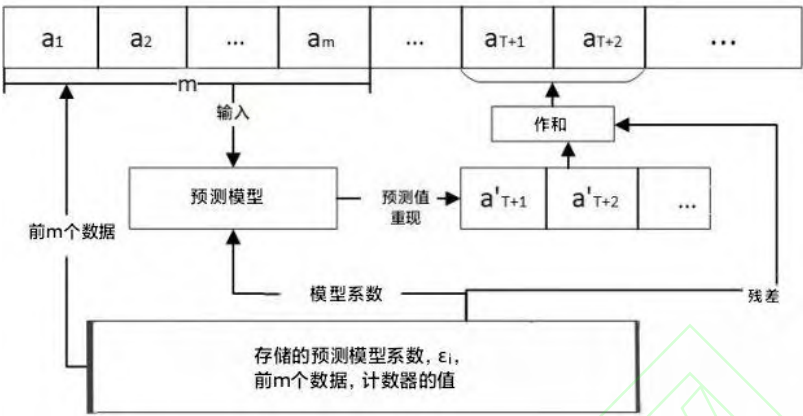 a1 a2 ... am ... aT+1 aT+2 ...
m
输入
作和
预测模型
预测值
重现
a'T+1 a'T+2 ...
前m个数据
模型系数
残差
存储的预测模型系数, εi,
前m个数据, 计数器的值